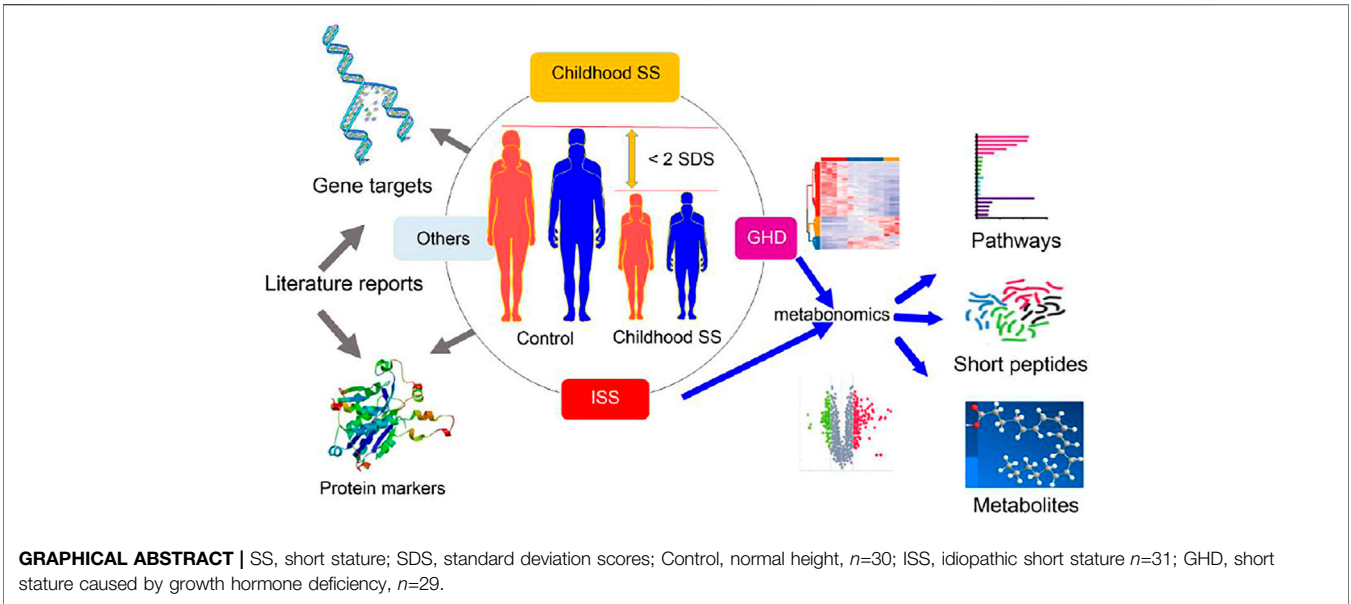 Childhood SS
< 2 SDS
Gene targets
Others
GHD
Pathways
Literature reports
metabonomics
Control
Childhood SS
Short peptides
ISS
Protein markers
Metabolites
GRAPHICAL ABSTRACT | SS, short stature; SDS, standard deviation scores; Control, normal height, n=30; ISS, idiopathic short stature n=31; GHD, short
stature caused by growth hormone deficiency, n=29.